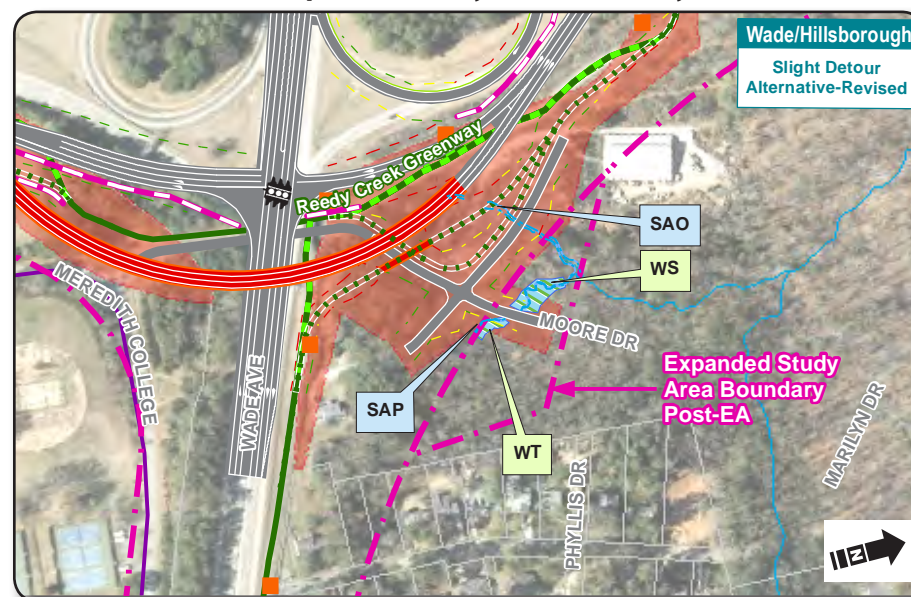 Wade/Hillsborough
Slight Detour
Alternative-Revised
Reedy Creek Greenway
SAO
WS
MEREDITH COLLEGE
WADE AVE
MOORE DR
Expanded Study
Area Boundary
Post-EA
SAP
WT
PHYLLIS DR
MARILYN DR
N